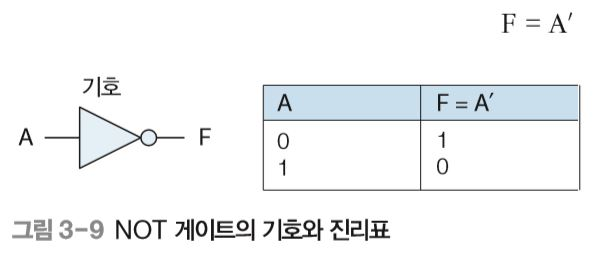 F = A′
기호
A
F
A F = A′
0 1
1 0
그림 3-9 NOT 게이트의 기호와 진리표